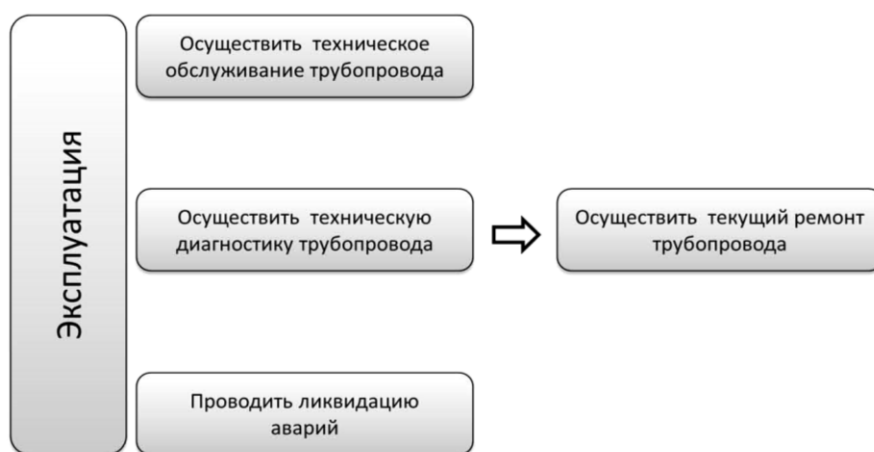 Эксплуатация
Осуществить техническое
обслуживание трубопровода
Осуществить техническую
диагностику трубопровода
Осуществить текущий ремонт
трубопровода
Проводить ликвидацию
аварий